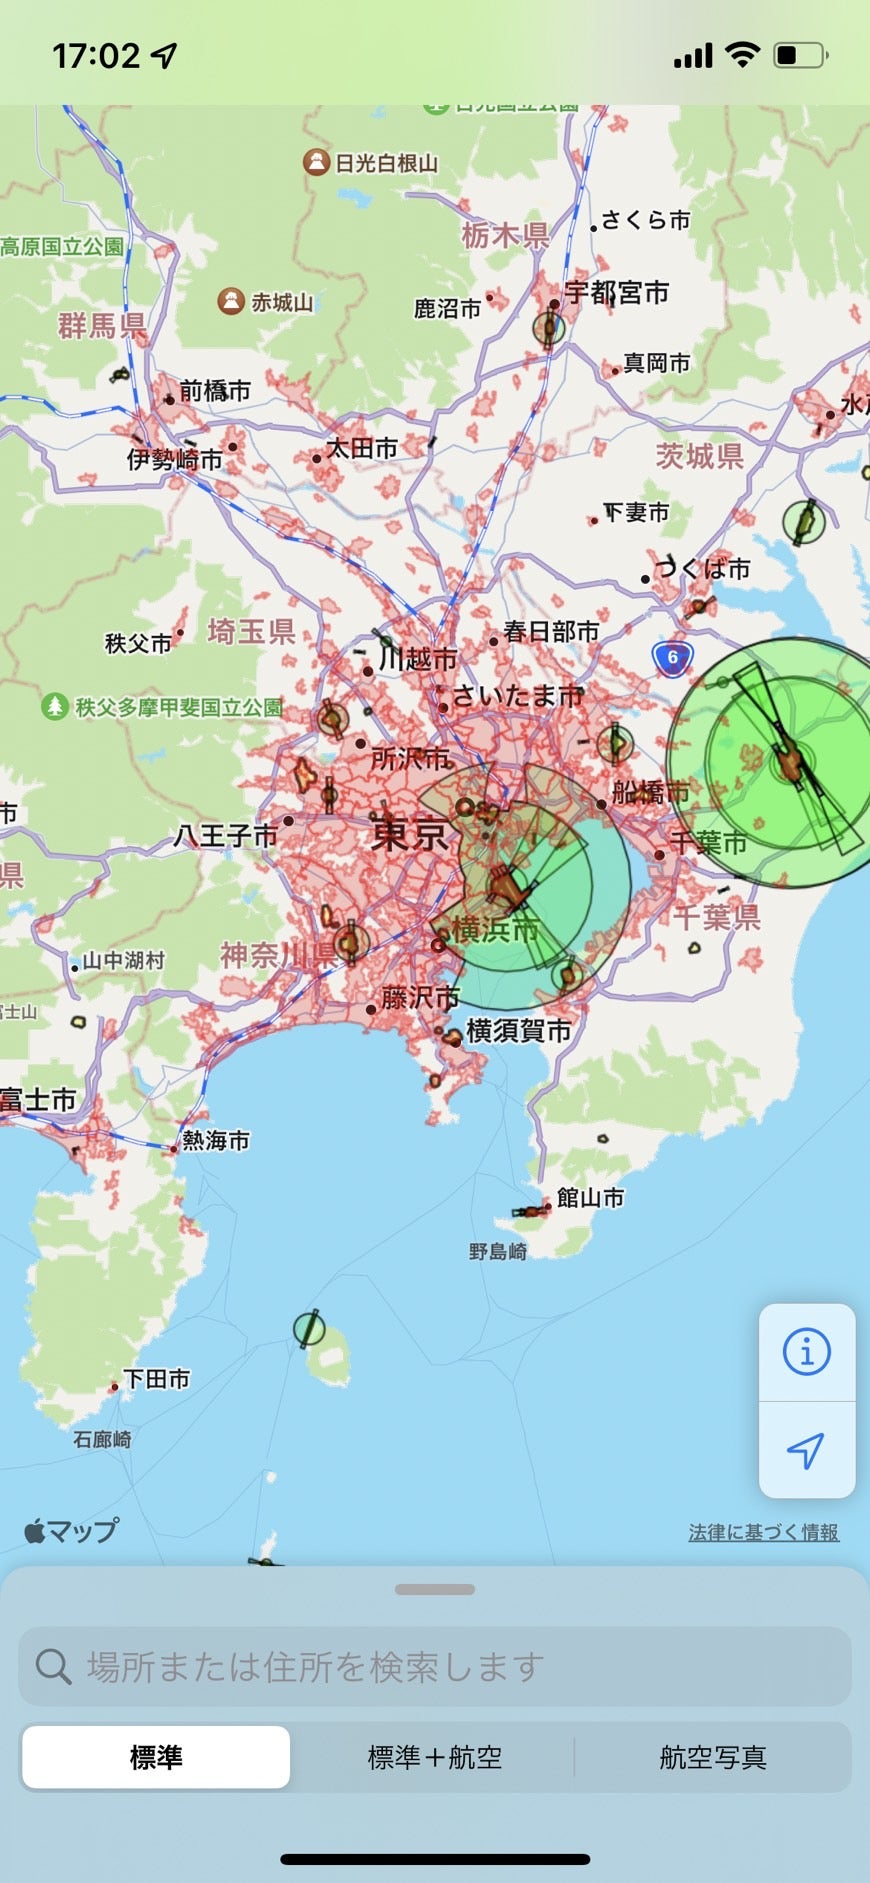 17:02
日光国立公園
日光白根山
さくら市
栃木県
高原国立公園
宇都宮市
赤城山
鹿沼市
群馬県
真岡市
前橋市
水戸
太田市
伊勢崎市
茨城県
下妻市
つくば市
春日部市
秩父市
埼玉県
川越市
6
さいたま市
秩父多摩甲斐国立公園
所沢市
船橋市
市
八王子市
東京
千葉市
県
千葉県
横浜市
神奈川県
山中湖村
藤沢市
富士山
横須賀市
富士市
熱海市
館山市
野島崎
下田市
石廊崎
マップ
法律に基づく情報
場所または住所を検索します
標準
標準＋航空
航空写真